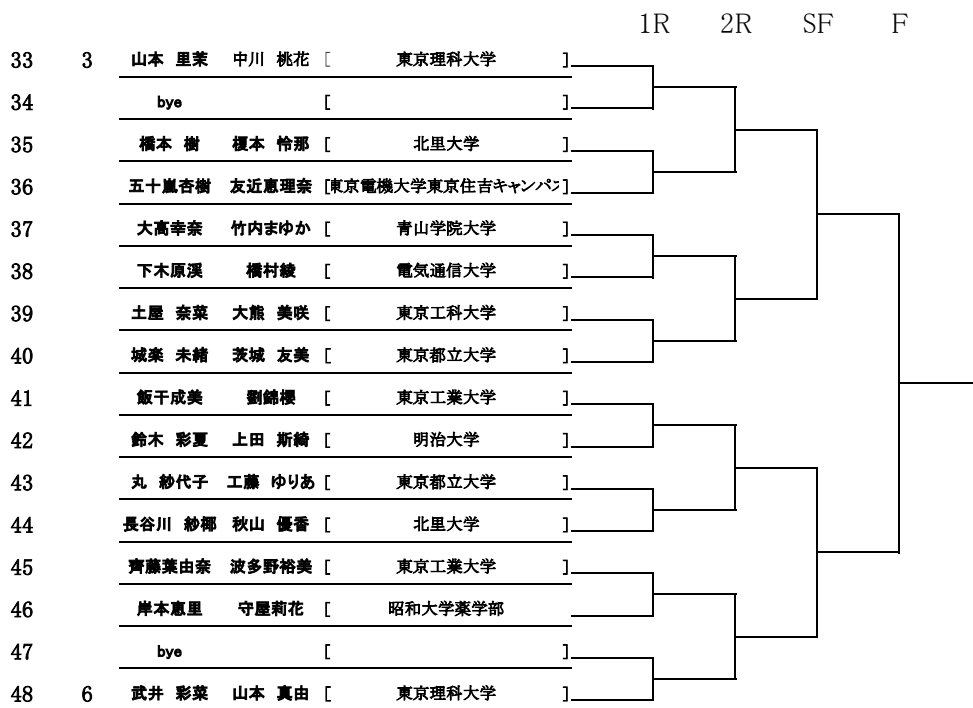 1R 2R SF F
33 3 山本 里茉 中川 桃花 [ 東京理科大学 ]
34 bye [ ]
35 橋本 樹 榎本 怜那 [ 北里大学 ]
36 五十嵐杏樹 友近恵理奈 [東京電機大学東京住吉キャンパス]
37 大高幸奈 竹内まゆか [ 青山学院大学 ]
38 下木原渓 橋村綾 [ 電気通信大学 ]
39 土屋 奈菜 大熊 美咲 [ 東京工科大学 ]
40 城楽 未緒 茨城 友美 [ 東京都立大学 ]
41 飯干成美 劉錦櫻 [ 東京工業大学 ]
42 鈴木 彩夏 上田 斯綺 [ 明治大学 ]
43 丸 紗代子 工藤 ゆりあ [ 東京都立大学 ]
44 長谷川 紗椰 秋山 優香 [ 北里大学 ]
45 齊藤葉由奈 波多野裕美 [ 東京工業大学 ]
46 岸本恵里 守屋莉花 [ 昭和大学薬学部 ]
47 bye [ ]
48 6 武井 彩菜 山本 真由 [ 東京理科大学 ]